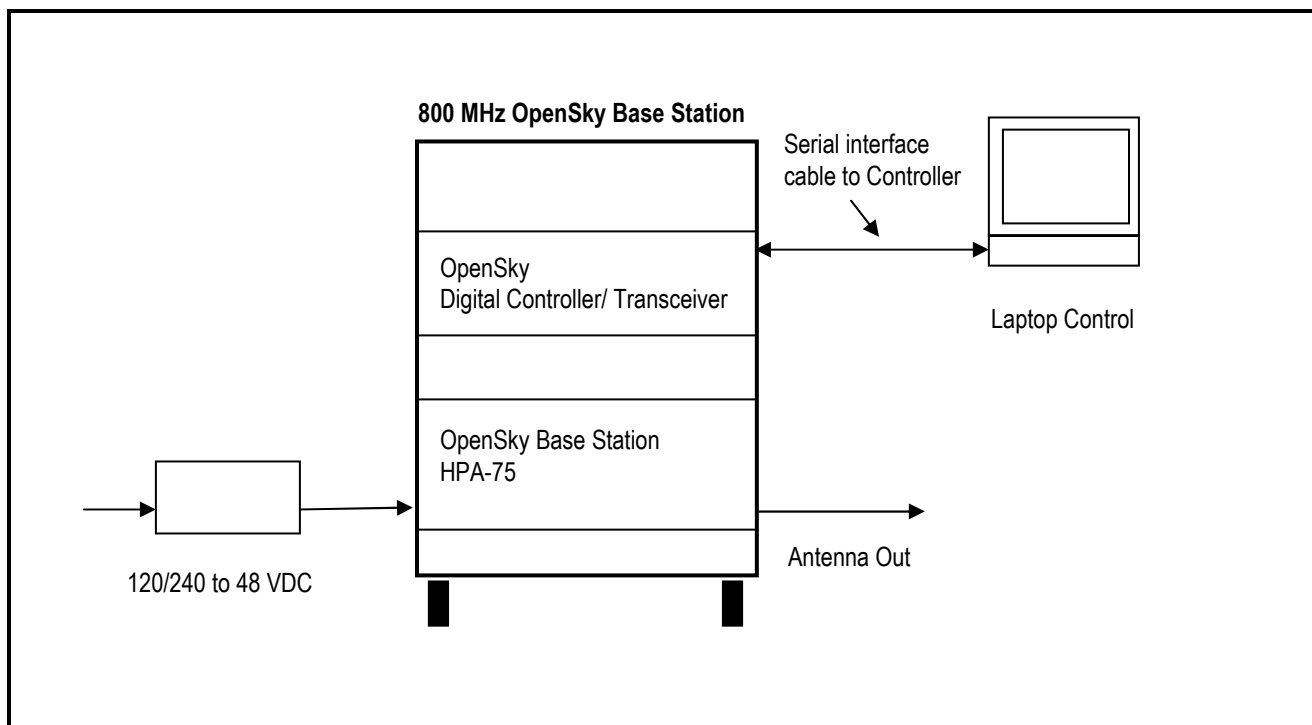 800 MHz OpenSky Base Station
Serial interface
cable to Controller
OpenSky
Digital Controller/ Transceiver
Laptop Control
OpenSky Base Station
HPA-75
120/240 to 48 VDC
Antenna Out